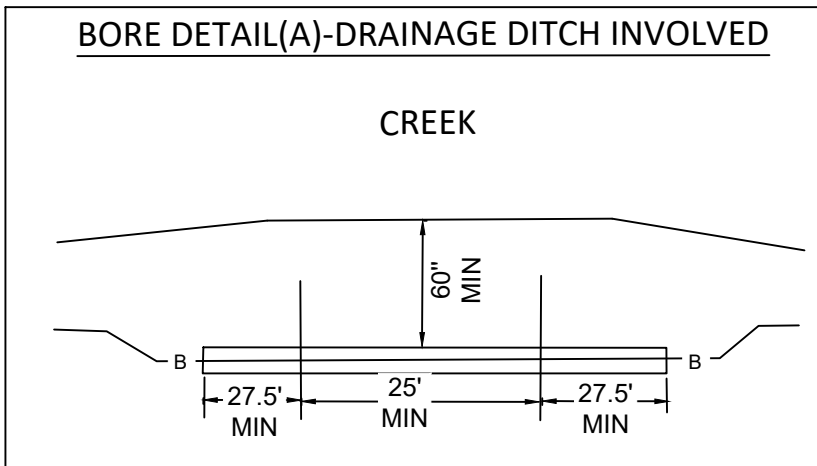 BORE DETAIL(A)-DRAINAGE DITCH INVOLVED
CREEK
60"
MIN
B
B
27.5'
MIN
25'
MIN
27.5'
MIN